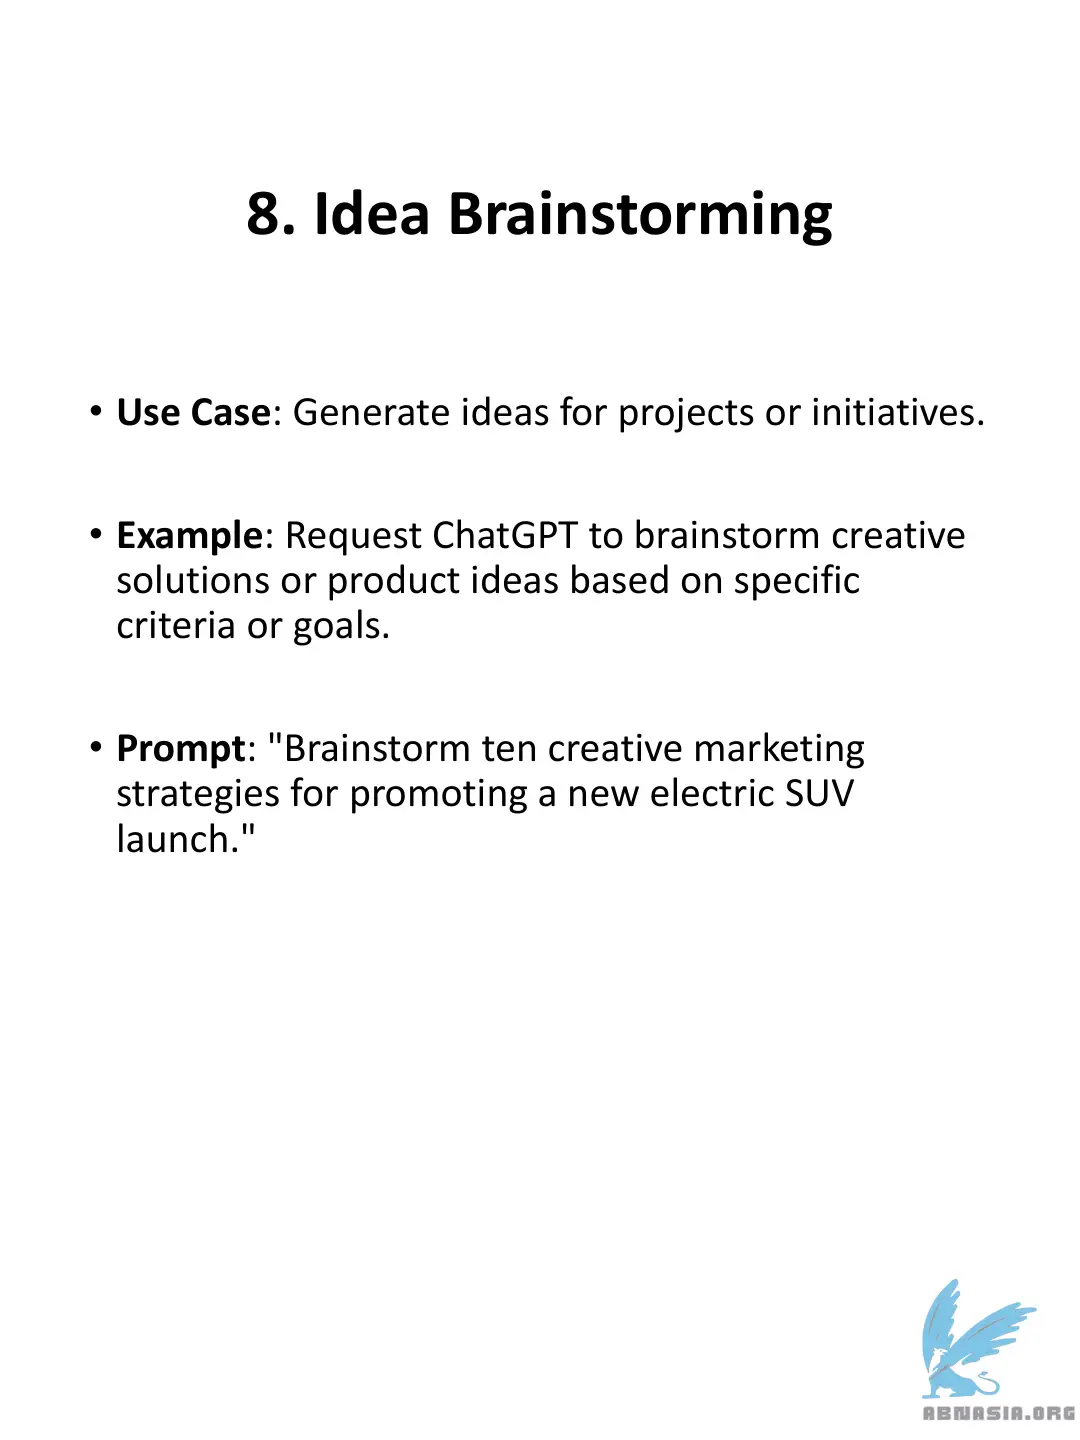 8. Idea Brainstorming
• Use Case: Generate ideas for projects or initiatives.
• Example: Request ChatGPT to brainstorm creative
solutions or product ideas based on specific
criteria or goals.
• Prompt: "Brainstorm ten creative marketing
strategies for promoting a new electric SUV
launch."
ABNASIA.ORG